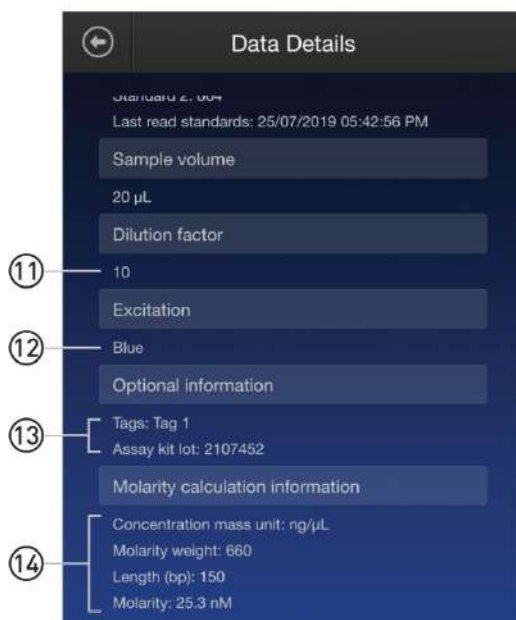 Data Details
Last read standards: 25/07/2019 05:42:56 PM
Sample volume
20 µL
Dilution factor
11
10
Excitation
12
Blue
Optional information
13
Tags: Tag 1
Assay kit lot: 2107452
Molarity calculation information
14
Concentration mass unit: ng/µL
Molarity weight: 660
Length (bp): 150
Molarity: 25.3 nM